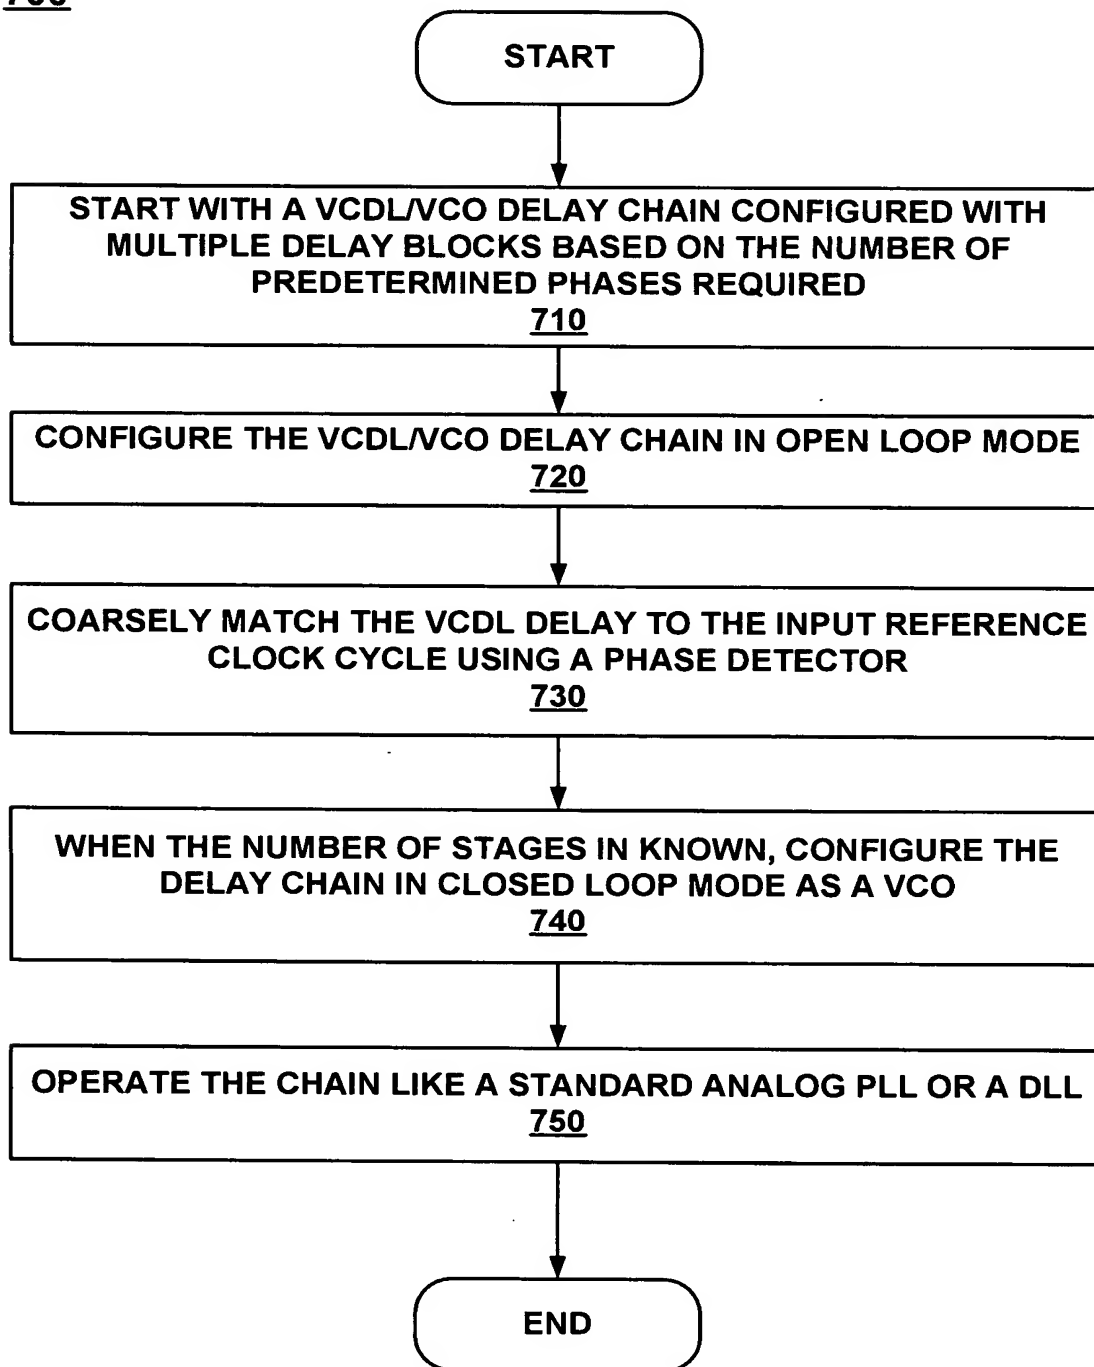 START
START WITH A VCDL/VCO DELAY CHAIN CONFIGURED WITH
MULTIPLE DELAY BLOCKS BASED ON THE NUMBER OF
PREDETERMINED PHASES REQUIRED
710
CONFIGURE THE VCDL/VCO DELAY CHAIN IN OPEN LOOP MODE
720
COARSELY MATCH THE VCDL DELAY TO THE INPUT REFERENCE
CLOCK CYCLE USING A PHASE DETECTOR
730
WHEN THE NUMBER OF STAGES IN KNOWN, CONFIGURE THE
DELAY CHAIN IN CLOSED LOOP MODE AS A VCO
740
OPERATE THE CHAIN LIKE A STANDARD ANALOG PLL OR A DLL
750
END